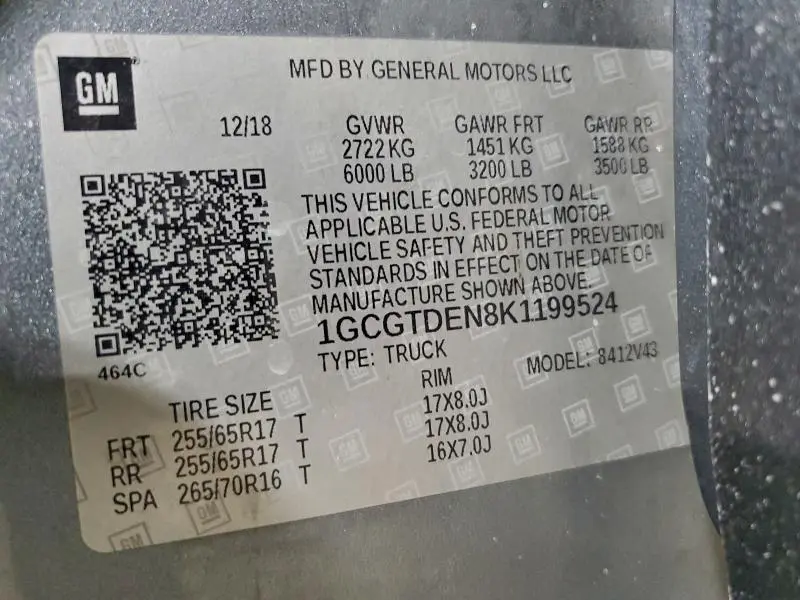 GM
MFD BY GENERAL MOTORS LLC
12/18 GVWR GAWR FRT GAWR RR
2722 KG 1451 KG 1588 KG
6000 LB 3200 LB 3500 LB
THIS VEHICLE CONFORMS TO ALL
APPLICABLE U.S. FEDERAL MOTOR
VEHICLE SAFETY AND THEFT PREVENTION
STANDARDS IN EFFECT ON THE DATE OF
MANUFACTURE SHOWN ABOVE.
1GCGTDEN8K1199524
464C
TYPE: TRUCK MODEL: 8412V43
TIRE SIZE RIM
FRT 255/65R17 T 17X8.0J
RR 255/65R17 T 17X8.0J
SPA 265/70R16 T 16X7.0J